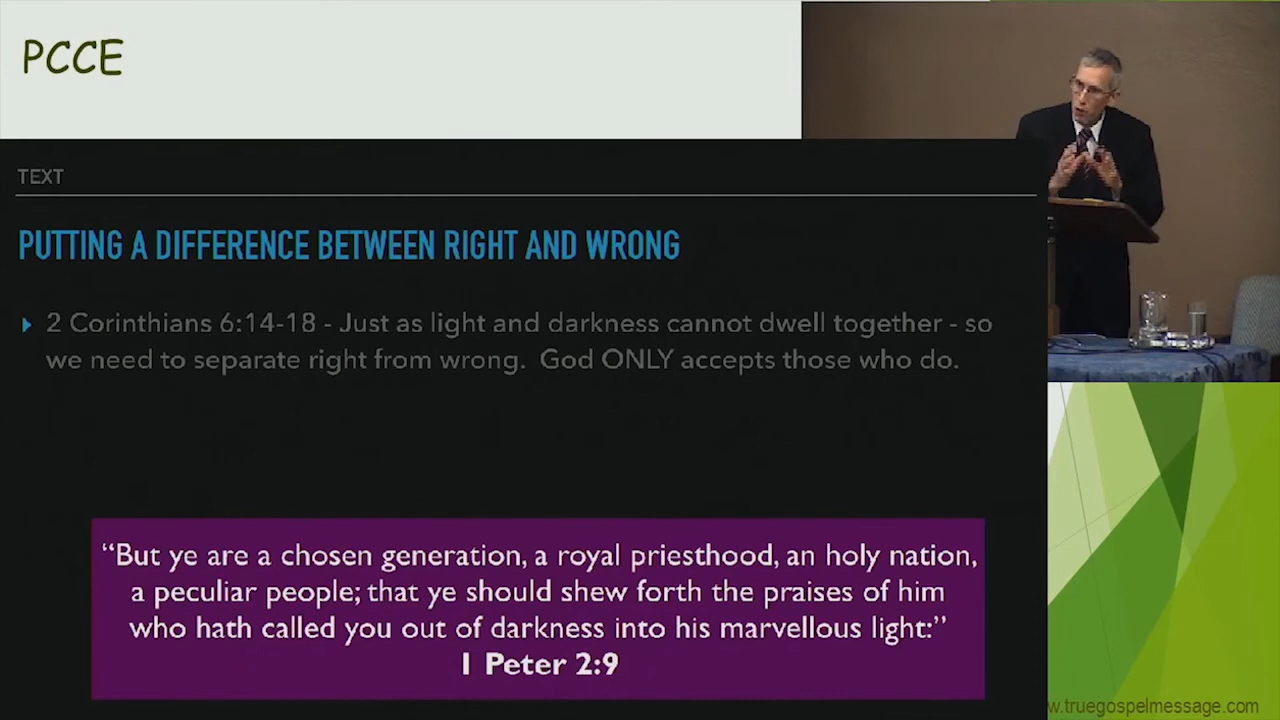 PCCE
TEXT
PUTTING A DIFFERENCE BETWEEN RIGHT AND WRONG
2 Corinthians 6:14-18 - Just as light and darkness cannot dwell together - so
we need to separate right from wrong. God ONLY accepts those who do.
“But ye are a chosen generation, a royal priesthood, an holy nation,
a peculiar people; that ye should shew forth the praises of him
who hath called you out of darkness into his marvellous light:”
1 Peter 2:9
w.truegospelmessage.com